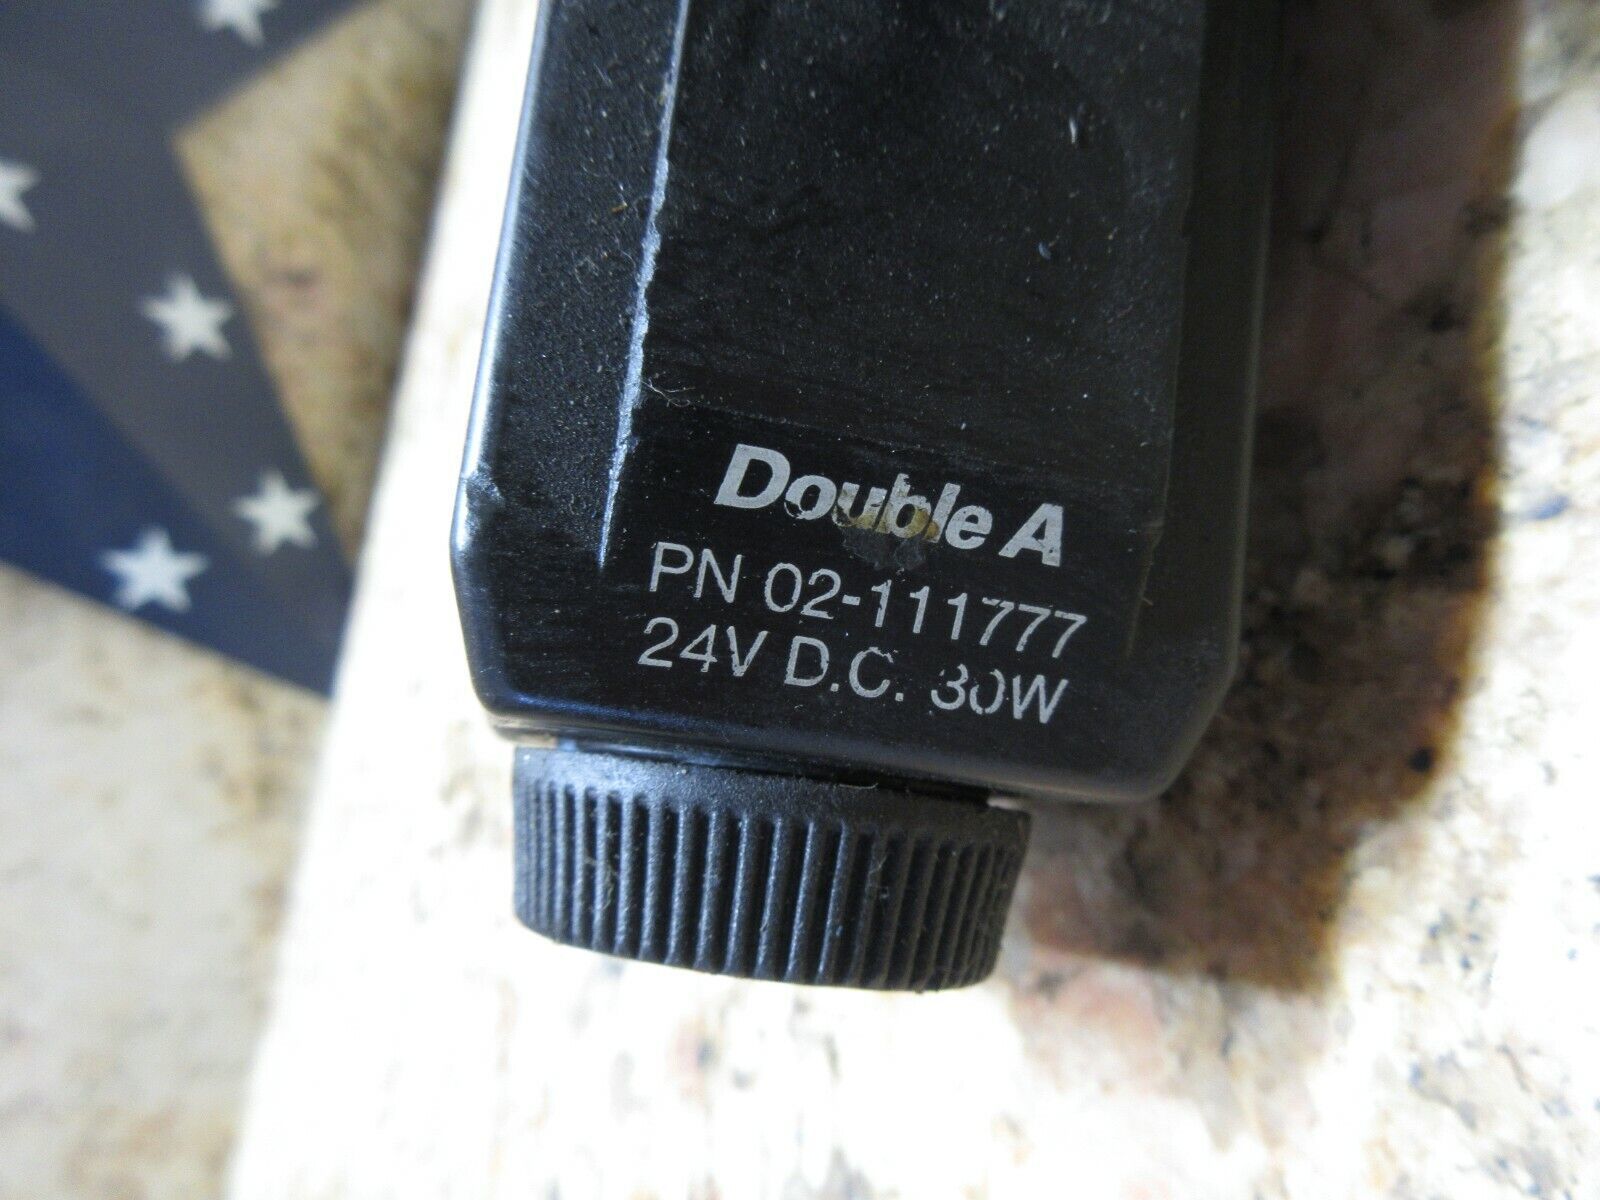 Double A
PN 02-111777
24V D.C. 30W